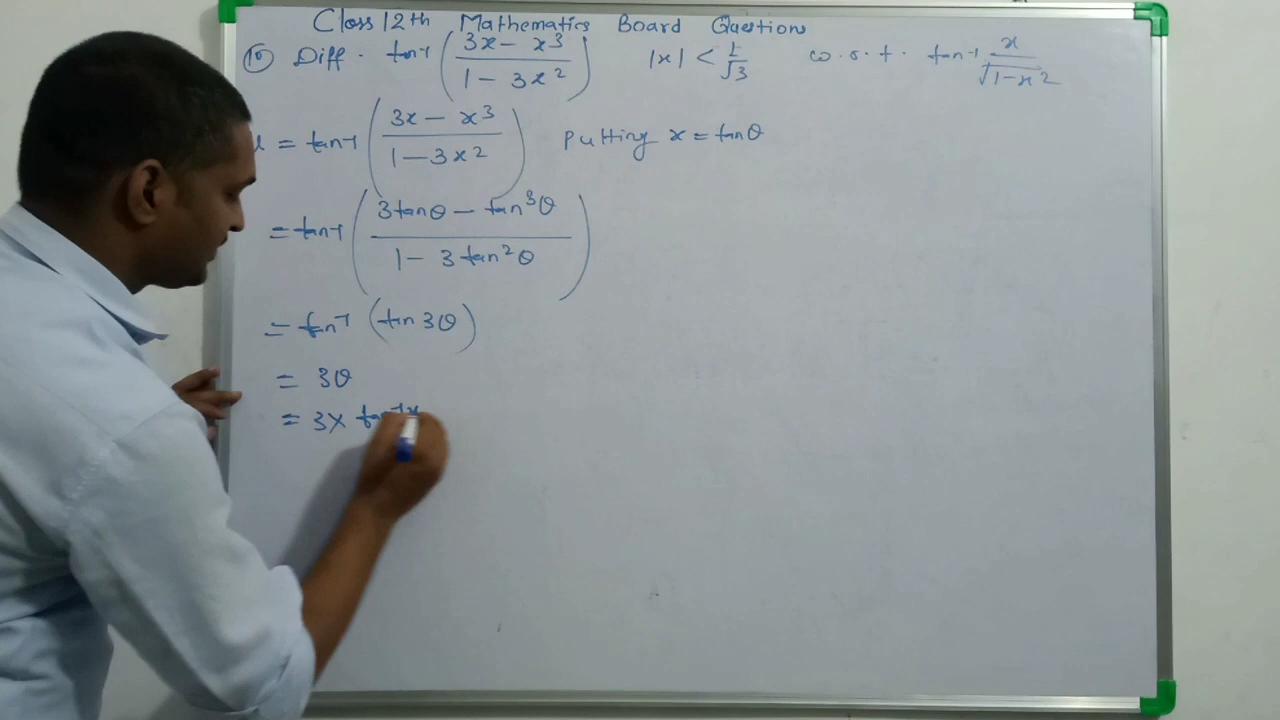 Class 12th Mathematics Board Questions
Diff. tan⁻¹ (3x - x³ / 1 - 3x²) |x| < 1/√3 w.r.t. tan⁻¹ x/√1-x²
= tan⁻¹ (3x - x³ / 1 - 3x²) Putting x = tanθ
= tan⁻¹ (3tanθ - tan³θ / 1 - 3tan²θ)
= tan⁻¹ (tan 3θ)
= 3θ
= 3x tan⁻¹x